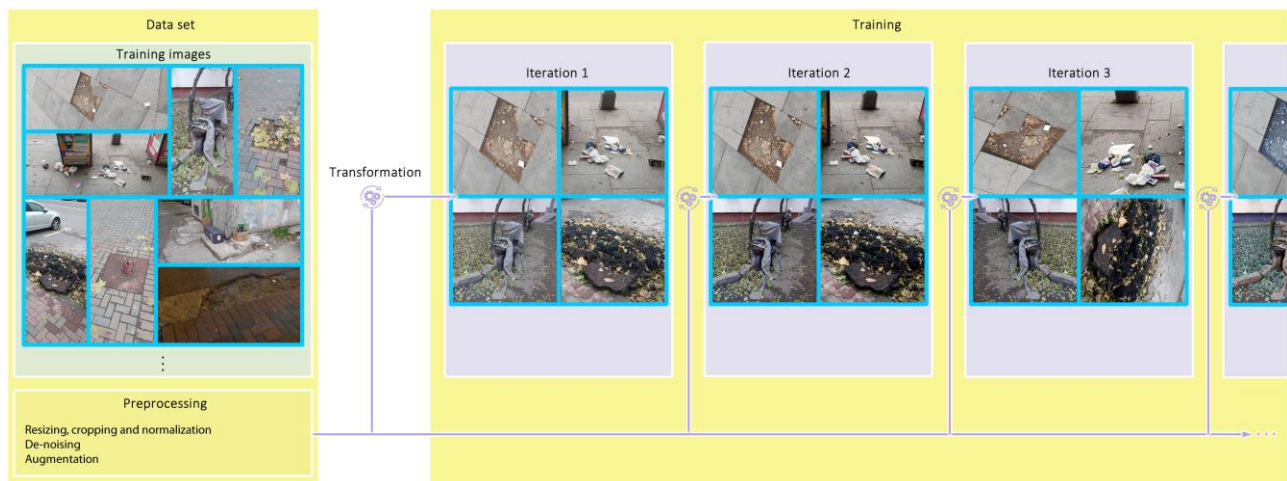 Data set
Training images
⋮
Preprocessing
Resizing, cropping and normalization
De-noising
Augmentation
Transformation
Training
Iteration 1
Iteration 2
Iteration 3
...